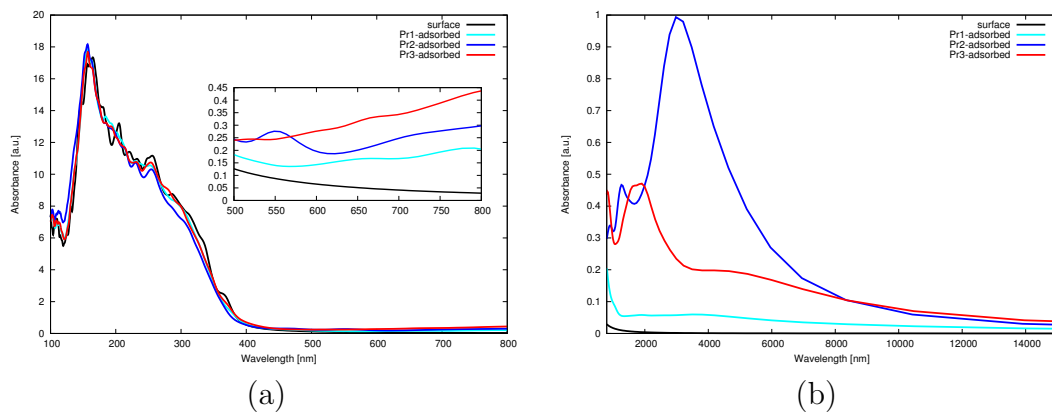 surface
Pr1-adsorbed
Pr2-adsorbed
Pr3-adsorbed
Absorbance [a.u]
20
18
16
14
12
10
8
6
4
2
0
0.45
0.4
0.35
0.3
0.25
0.2
0.15
0.1
0.05
0
500 550 600 650 700 750 800
100 200 300 400 500 600 700 800
Wavelength [nm]
(a)
surface
Pr1-adsorbed
Pr2-adsorbed
Pr3-adsorbed
Absorbance [a.u]
1
0.9
0.8
0.7
0.6
0.5
0.4
0.3
0.2
0.1
0
2000 4000 6000 8000 10000 12000 14000
Wavelength [nm]
(b)